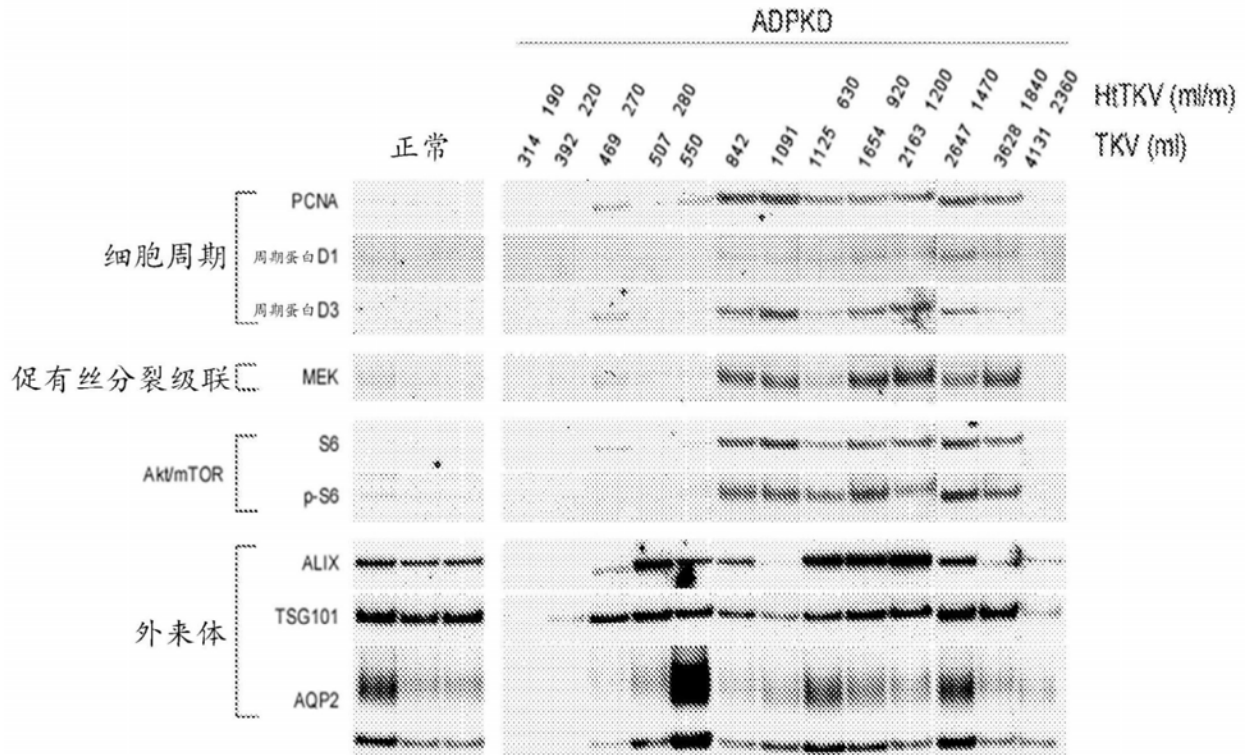 ADPKD
190 220 270 280 630 920 1200 1470 1840 2360 HtTKV (ml/m)
正常 314 392 469 507 550 842 1091 1125 1654 2163 2647 3628 4131 TKV (ml)
PCNA
细胞周期
周期蛋白D1
周期蛋白D3
促有丝分裂级联 MEK
S6
Akt/mTOR
p-S6
ALIX
TSG101
外来体
AQP2